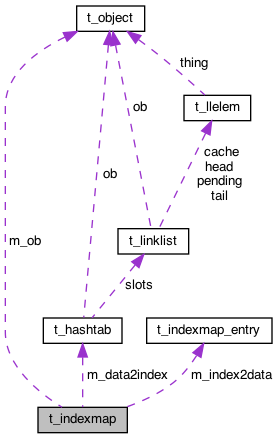 t_object
thing
t_llelem
ob
cache
head
pending
tail
ob
m_ob
t_linklist
slots
t_hashtab
t_indexmap_entry
m_data2index
m_index2data
t_indexmap